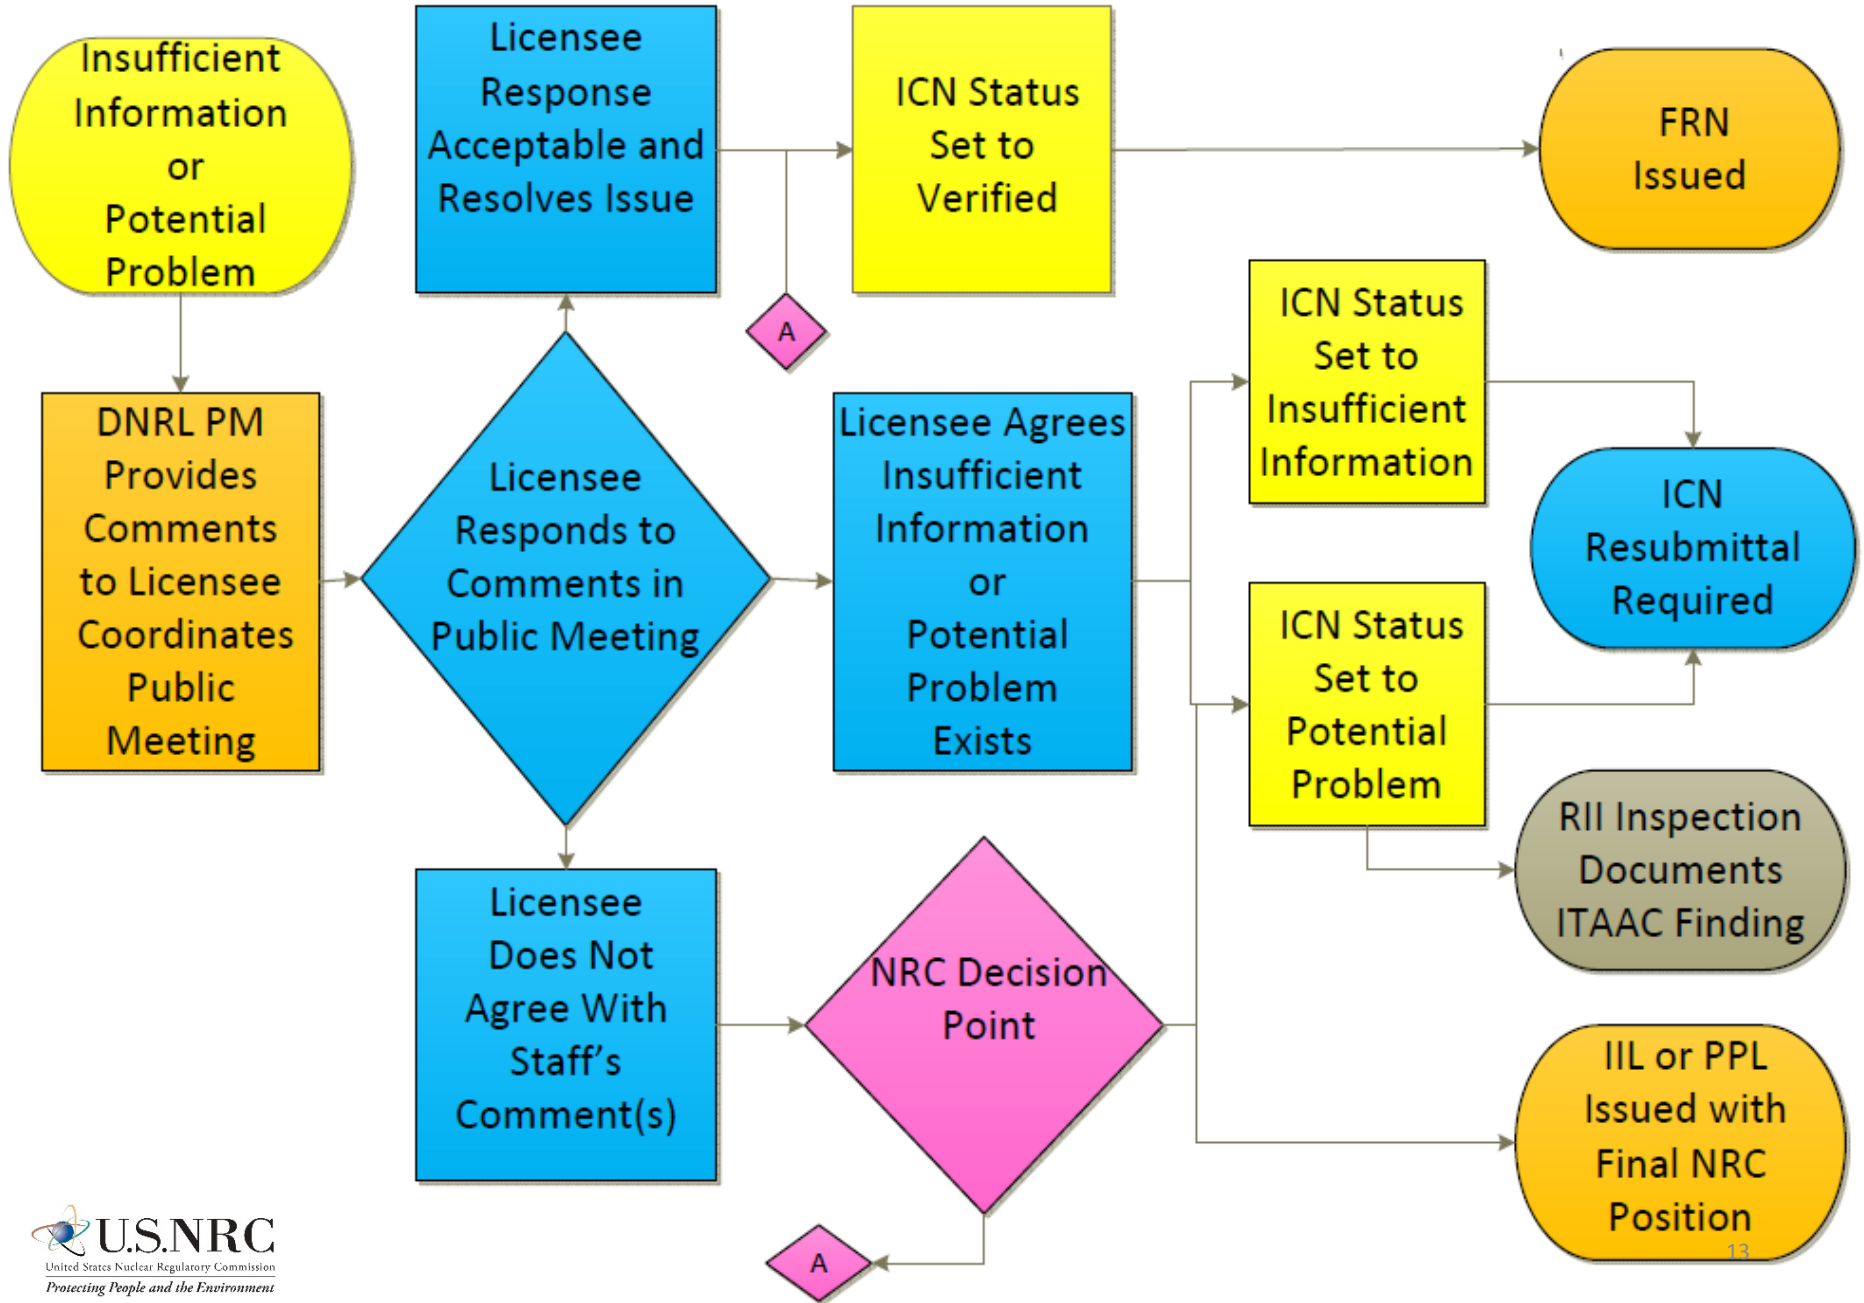 Insufficient
Information
or
Potential
Problem
Licensee
Response
Acceptable and
Resolves Issue
ICN Status
Set to
Verified
FRN
Issued
A
DNRL PM
Provides
Comments
to Licensee
Coordinates
Public
Meeting
Licensee
Responds to
Comments in
Public Meeting
Licensee Agrees
Insufficient
Information
or
Potential
Problem
Exists
ICN Status
Set to
Insufficient
Information
ICN
Resubmittal
Required
ICN Status
Set to
Potential
Problem
RII Inspection
Documents
ITAAC Finding
Licensee
Does Not
Agree With
Staff's
Comment(s)
NRC Decision
Point
A
IIL or PPL
Issued with
Final NRC
Position
13
U.S.NRC
United States Nuclear Regulatory Commission
Protecting People and the Environment